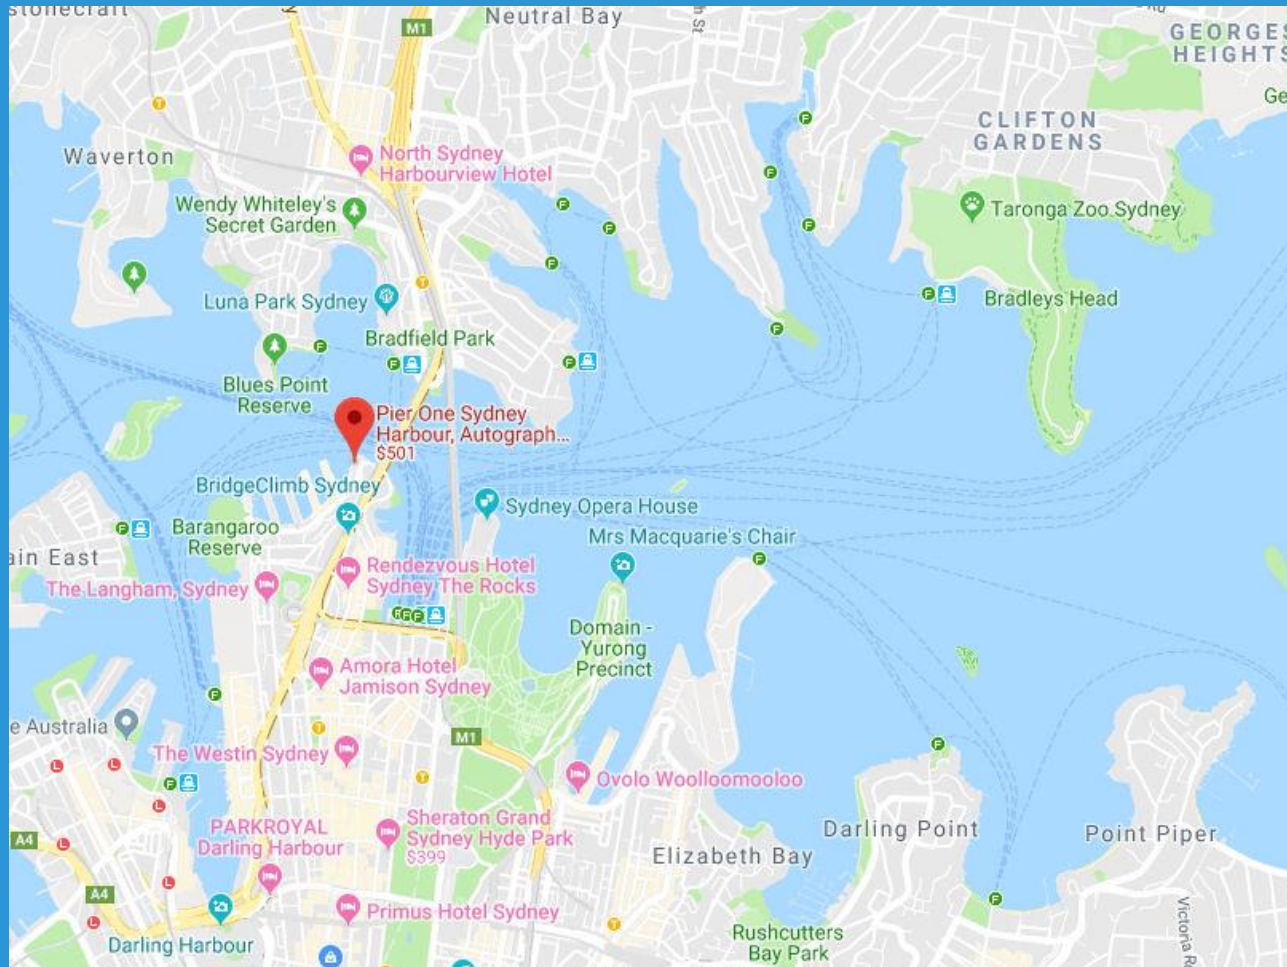 Neutral Bay
M1
GEORGES
HEIGHTS
CLIFTON
GARDENS
Waverton
North Sydney
Harbourview Hotel
Wendy Whiteley's
Secret Garden
Taronga Zoo Sydney
Luna Park Sydney
Bradleys Head
Bradfield Park
Blues Point
Reserve
Pier One Sydney
Harbour, Autograph...
$501
BridgeClimb Sydney
Sydney Opera House
Barangaroo
Reserve
Mrs Macquarie's Chair
ain East
Rendezvous Hotel
Sydney The Rocks
The Langham, Sydney
Domain -
Yurong
Precinct
Amora Hotel
Jamison Sydney
e Australia
M1
The Westin Sydney
Ovolo Woolloomooloo
Sheraton Grand
Sydney Hyde Park
$399
PARKROYAL
Darling Harbour
A4
Darling Point
Point Piper
Elizabeth Bay
A4
Primus Hotel Sydney
Darling Harbour
Rushcutters
Bay Park